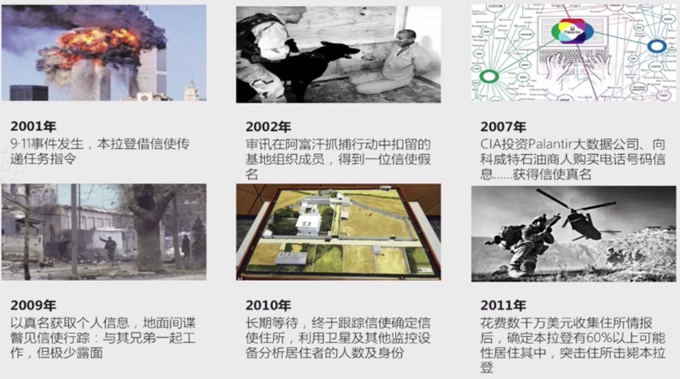 2001年
9·11事件发生，本拉登借信使传
递任务指令
2002年
审讯在阿富汗抓捕行动中扣留的
基地组织成员，得到一位信使假
名
2007年
CIA投资Palantir大数据公司、向
科威特石油商人购买电话号码信
息......获得信使真名
2009年
以真名获取个人信息，地面间谍
瞥见信使行踪：与其兄弟一起工
作，但极少露面
2010年
长期等待，终于跟踪信使确定信
使住所，利用卫星及其他监控设
备分析居住者的人数及身份
2011年
花费数千万美元收集住所情报
后，确定本拉登有60%以上可能
性居住其中，突击住所击毙本拉
登